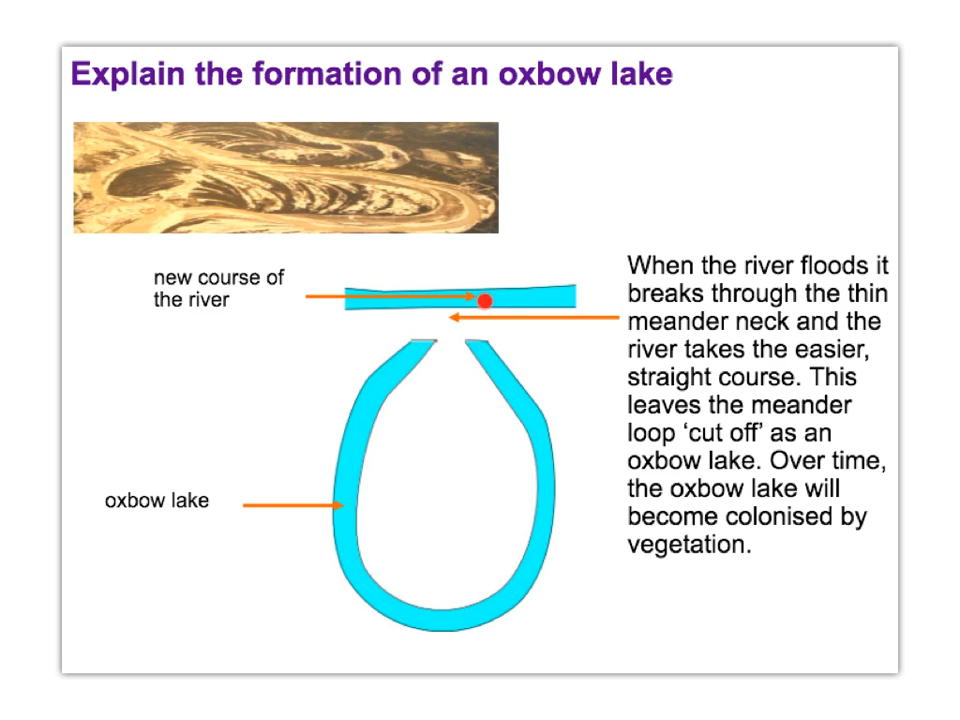 Explain the formation of an oxbow lake
new course of
the river
When the river floods it
breaks through the thin
meander neck and the
river takes the easier,
straight course. This
leaves the meander
loop ‘cut off’ as an
oxbow lake. Over time,
the oxbow lake will
become colonised by
vegetation.
oxbow lake